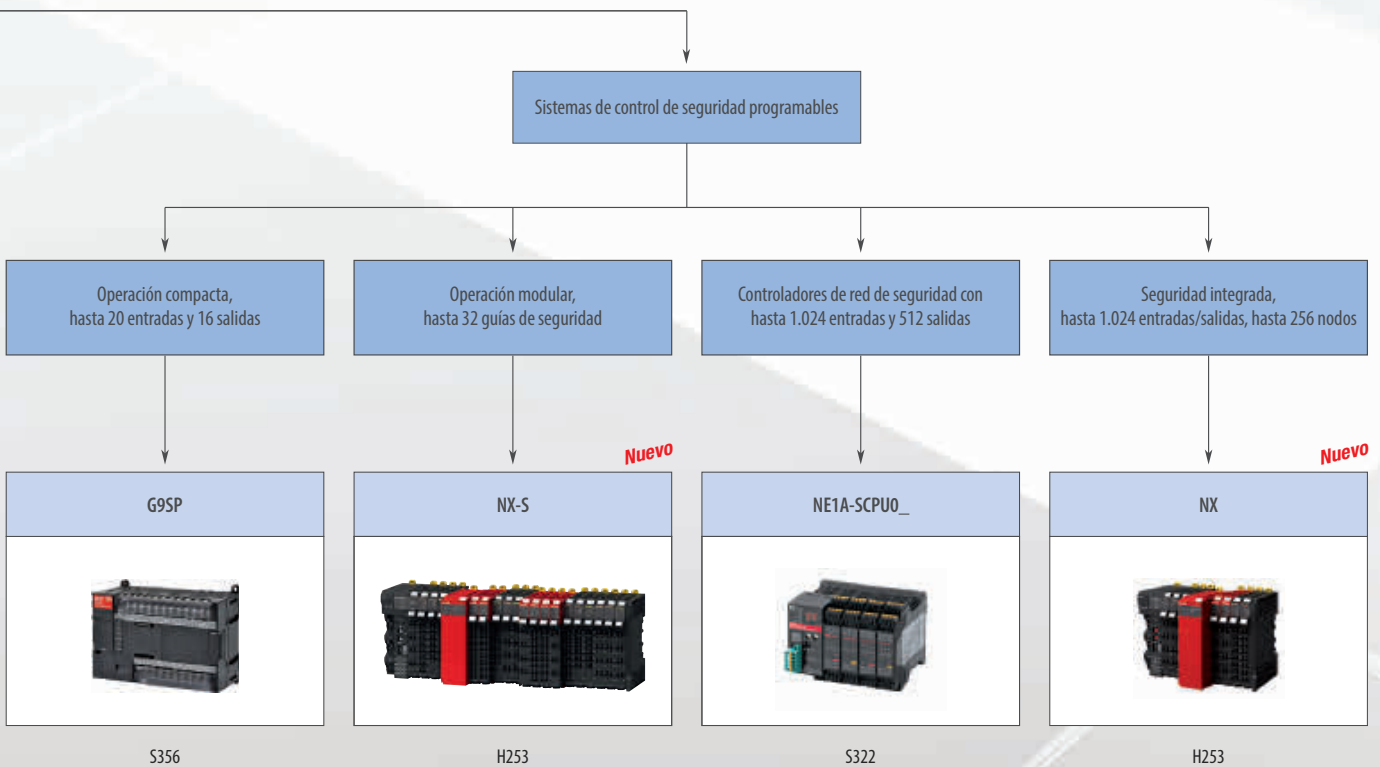 Sistemas de control de seguridad programables
Operación compacta,
hasta 20 entradas y 16 salidas
Operación modular,
hasta 32 guías de seguridad
Controladores de red de seguridad con
hasta 1.024 entradas y 512 salidas
Seguridad integrada,
hasta 1.024 entradas/salidas, hasta 256 nodos
Nuevo
Nuevo
G9SP
NX-S
NE1A-SCPU0_
NX
S356
H253
S322
H253